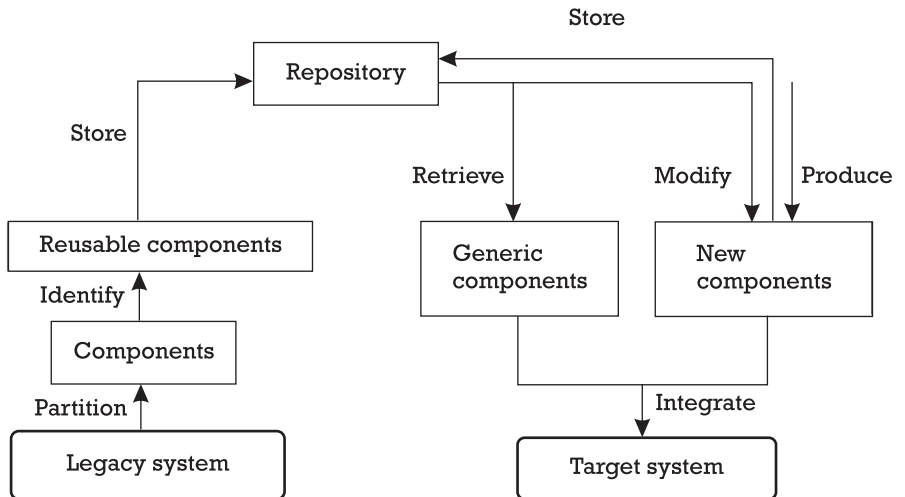 Store
Repository
Store
Retrieve
Modify
Produce
Reusable components
Generic
components
New
components
Identify
Components
Partition
Integrate
Legacy system
Target system